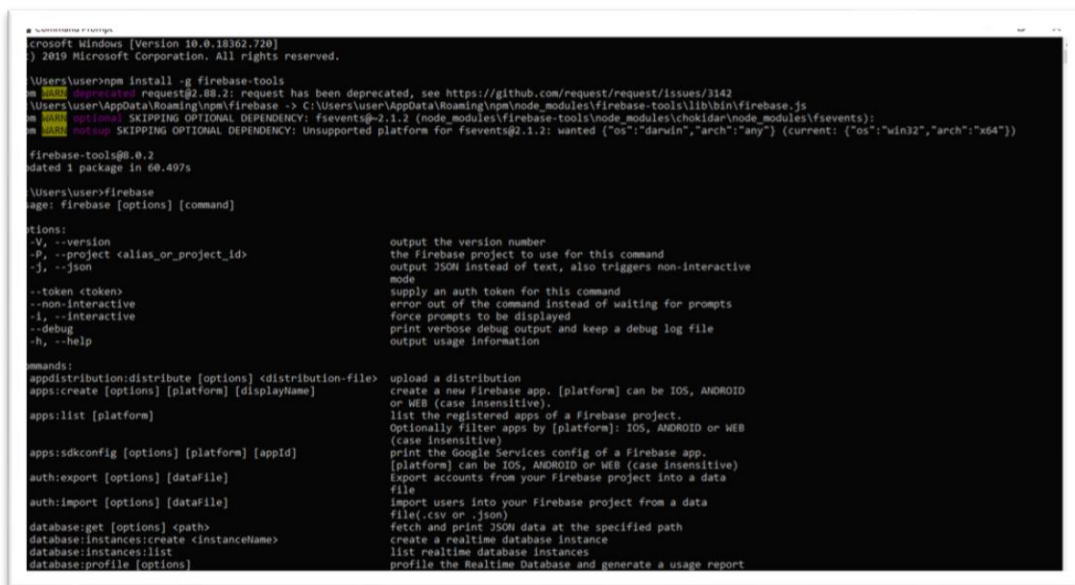 Command Prompt
crosoft Windows [Version 10.0.18362.720]
) 2019 Microsoft Corporation. All rights reserved.
:\Users\user>npm install -g firebase-tools
pm WARN deprecated request@2.88.2: request has been deprecated, see https://github.com/request/request/issues/3142
\Users\user\AppData\Roaming\npm\firebase -> C:\Users\user\AppData\Roaming\npm\node_modules\firebase-tools\lib\bin\firebase.js
pm WARN optional SKIPPING OPTIONAL DEPENDENCY: fsevents@~2.1.2 (node_modules\firebase-tools\node_modules\chokidar\node_modules\fsevents):
pm WARN notsup SKIPPING OPTIONAL DEPENDENCY: Unsupported platform for fsevents@2.1.2: wanted {"os":"darwin","arch":"any"} (current: {"os":"win32","arch":"x64"})
firebase-tools@8.0.2
pdated 1 package in 60.497s
:\Users\user>firebase
sage: firebase [options] [command]
ptions:
-V, --version output the version number
-P, --project <alias_or_project_id> the Firebase project to use for this command
-j, --json output JSON instead of text, also triggers non-interactive
mode
--token <token> supply an auth token for this command
--non-interactive error out of the command instead of waiting for prompts
-i, --interactive force prompts to be displayed
--debug print verbose debug output and keep a debug log file
-h, --help output usage information
ommands:
appdistribution:distribute [options] <distribution-file> upload a distribution
apps:create [options] [platform] [displayName] create a new Firebase app. [platform] can be IOS, ANDROID
or WEB (case insensitive).
apps:list [platform] list the registered apps of a Firebase project.
Optionally filter apps by [platform]: IOS, ANDROID or WEB
(case insensitive)
apps:sdkconfig [options] [platform] [appId] print the Google Services config of a Firebase app.
[platform] can be IOS, ANDROID or WEB (case insensitive)
auth:export [options] [dataFile] Export accounts from your Firebase project into a data
file
auth:import [options] [dataFile] import users into your Firebase project from a data
file(.csv or .json)
database:get [options] <path> fetch and print JSON data at the specified path
database:instances:create <instanceName> create a realtime database instance
database:instances:list list realtime database instances
database:profile [options] profile the Realtime Database and generate a usage report